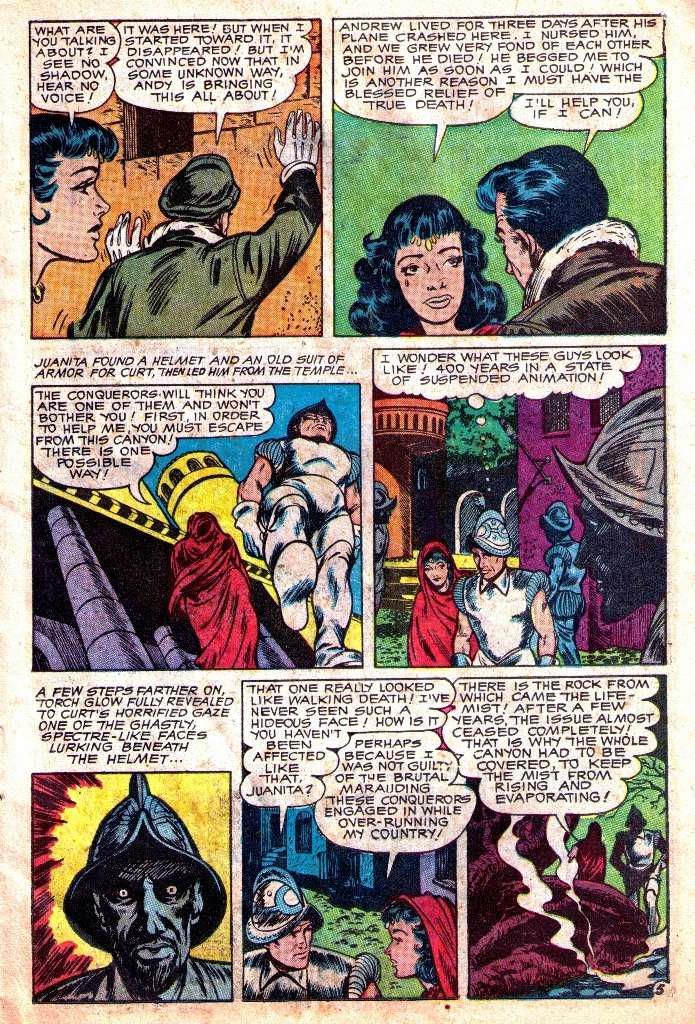 WHAT ARE
YOU TALKING
ABOUT? I
SEE NO
SHADOW,
HEAR NO
VOICE!
IT WAS HERE! BUT WHEN I
STARTED TOWARD IT, IT
DISAPPEARED! BUT I'M
CONVINCED NOW THAT IN
SOME UNKNOWN WAY,
ANDY IS BRINGING
THIS ALL ABOUT!
ANDREW LIVED FOR THREE DAYS AFTER HIS
PLANE CRASHED HERE. I NURSED HIM,
AND WE GREW VERY FOND OF EACH OTHER
BEFORE HE DIED! HE BEGGED ME TO
JOIN HIM AS SOON AS I COULD! WHICH
IS ANOTHER REASON I MUST HAVE THE
BLESSED RELIEF OF
TRUE DEATH!
I'LL HELP YOU,
IF I CAN!
JUANITA FOUND A HELMET AND AN OLD SUIT OF
ARMOR FOR CURT, THEN LED HIM FROM THE TEMPLE...
THE CONQUERORS WILL THINK YOU
ARE ONE OF THEM AND WON'T
BOTHER YOU! FIRST, IN ORDER
TO HELP ME, YOU MUST ESCAPE
FROM THIS CANYON!
THERE IS ONE
POSSIBLE
WAY!
I WONDER WHAT THESE GUYS LOOK
LIKE! 400 YEARS IN A STATE
OF SUSPENDED ANIMATION!
A FEW STEPS FARTHER ON,
TORCH GLOW FULLY REVEALED
TO CURT'S HORRIFIED GAZE
ONE OF THE GHASTLY,
SPECTRE-LIKE FACES
LURKING BENEATH
THE HELMET...
THAT ONE REALLY LOOKED
LIKE WALKING DEATH! I'VE
NEVER SEEN SUCH A
HIDEOUS FACE! HOW IS IT
YOU HAVEN'T
BEEN
AFFECTED
LIKE
THAT,
JUANITA?
PERHAPS
BECAUSE I
WAS NOT GUILTY
OF THE BRUTAL
MARAUDING
THESE CONQUERORS
ENGAGED IN WHILE
OVER-RUNNING
MY COUNTRY!
THERE IS THE ROCK FROM
WHICH CAME THE LIFE-
MIST! AFTER A FEW
YEARS, THE ISSUE ALMOST
CEASED COMPLETELY!
THAT IS WHY THE WHOLE
CANYON HAD TO BE
COVERED, TO KEEP
THE MIST FROM
RISING AND
EVAPORATING!
5